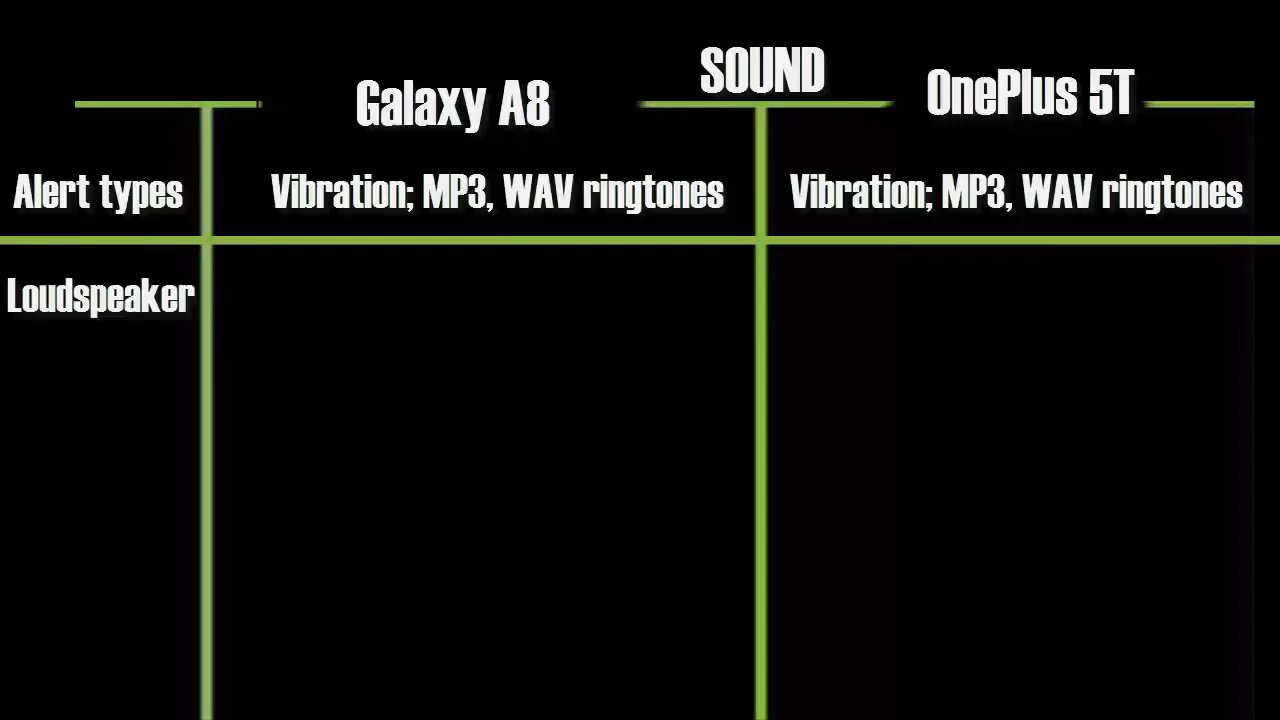 SOUND
Galaxy A8
OnePlus 5T
Alert types
Vibration; MP3, WAV ringtones
Vibration; MP3, WAV ringtones
Loudspeaker